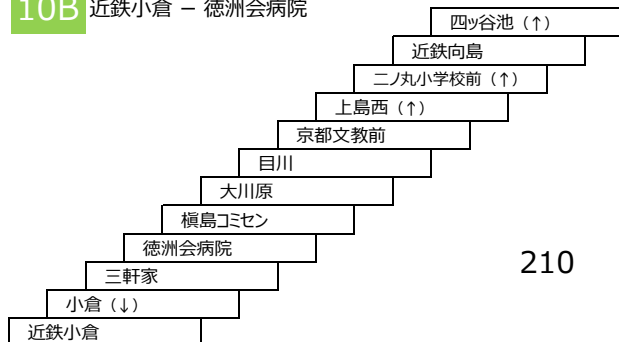 10B 近鉄小倉 － 徳洲会病院
四ッ谷池（↑）
近鉄向島
二ノ丸小学校前（↑）
上島西（↑）
京都文教前
目川
大川原
槇島コミセン
徳洲会病院
210
三軒家
小倉（↓）
近鉄小倉